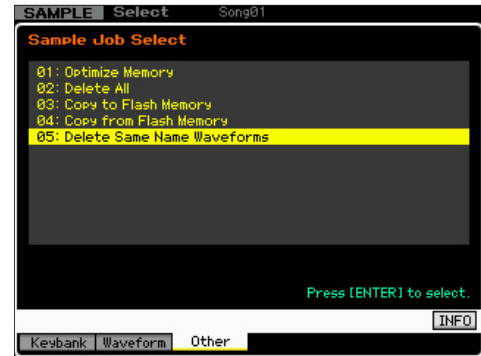 SAMPLE Select Song01
Sample Job Select
01: Optimize Memory
02: Delete All
03: Copy to Flash Memory
04: Copy from Flash Memory
05: Delete Same Name Waveforms
Press [ENTER] to select.
INFO
Keybank Waveform Other